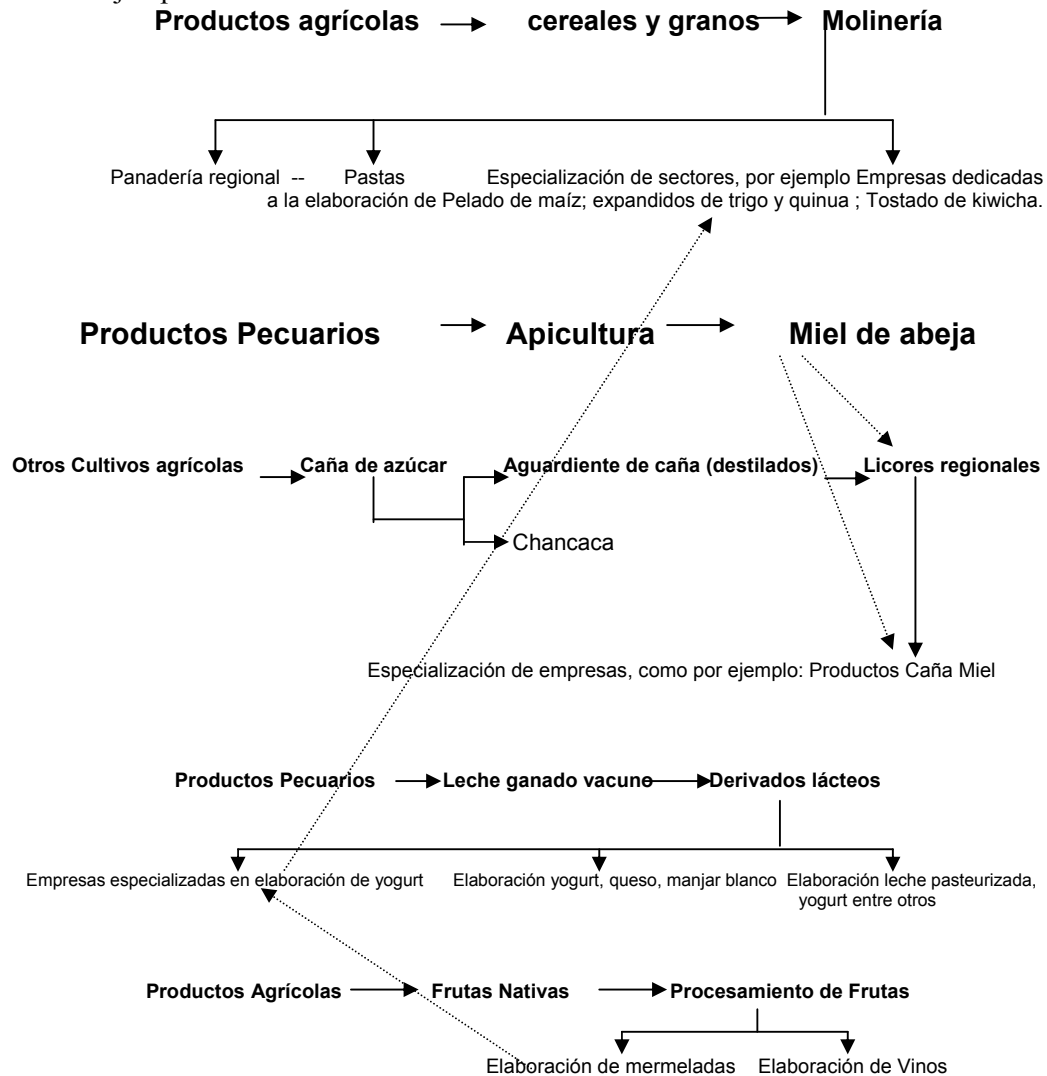 Productos agrícolas cereales y granos Molinería
Panadería regional -- Pastas Especialización de sectores, por ejemplo Empresas dedicadas
a la elaboración de Pelado de maíz; expandidos de trigo y quinua ; Tostado de kiwicha.
Productos Pecuarios Apicultura Miel de abeja
Otros Cultivos agrícolas Caña de azúcar Aguardiente de caña (destilados) Licores regionales
Chancaca
Especialización de empresas, como por ejemplo: Productos Caña Miel
Productos Pecuarios Leche ganado vacuno Derivados lácteos
Empresas especializadas en elaboración de yogurt Elaboración yogurt, queso, manjar blanco Elaboración leche pasteurizada,
yogurt entre otros
Productos Agrícolas Frutas Nativas Procesamiento de Frutas
Elaboración de mermeladas Elaboración de Vinos